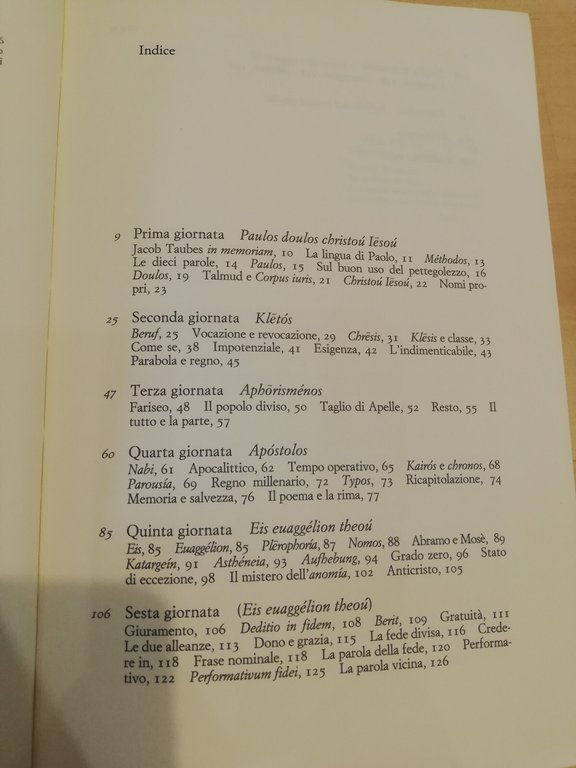 6
o
i
Indice
9 Prima giornata Paulos doulos christoú Iēsoú
Jacob Taubes in memoriam, 10 La lingua di Paolo, 11 Méthodos, 13
Le dieci parole, 14 Paulos, 15 Sul buon uso del pettegolezzo, 16
Doulos, 19 Talmud e Corpus iuris, 21 Christoú Iēsoú, 22 Nomi pro-
pri, 23
25 Seconda giornata Klētós
Beruf, 25 Vocazione e revocazione, 29 Chrēsis, 31 Klēsis e classe, 33
Come se, 38 Impotenziale, 41 Esigenza, 42 L'indimenticabile, 43
Parabola e regno, 45
47 Terza giornata Aphōrisménos
Fariseo, 48 Il popolo diviso, 50 Taglio di Apelle, 52 Resto, 55 Il
tutto e la parte, 57
60 Quarta giornata Apóstolos
Nabi, 61 Apocalittico, 62 Tempo operativo, 65 Kairós e chronos, 68
Parousía, 69 Regno millenario, 72 Typos, 73 Ricapitolazione, 74
Memoria e salvezza, 76 Il poema e la rima, 77
85 Quinta giornata Eis euaggélion theoú
Eis, 85 Euaggélion, 85 Plērophoría, 87 Nomos, 88 Abramo e Mosè, 89
Katargeín, 91 Asthéneia, 93 Aufhebung, 94 Grado zero, 96 Stato
di eccezione, 98 Il mistero dell'anomía, 102 Anticristo, 105
106 Sesta giornata (Eis euaggélion theoú)
Giuramento, 106 Deditio in fidem, 108 Berit, 109 Gratuità, 111
Le due alleanze, 113 Dono e grazia, 115 La fede divisa, 116 Crede-
re in, 118 Frase nominale, 118 La parola della fede, 120 Performa-
tivo, 122 Performativum fidei, 125 La parola vicina, 126